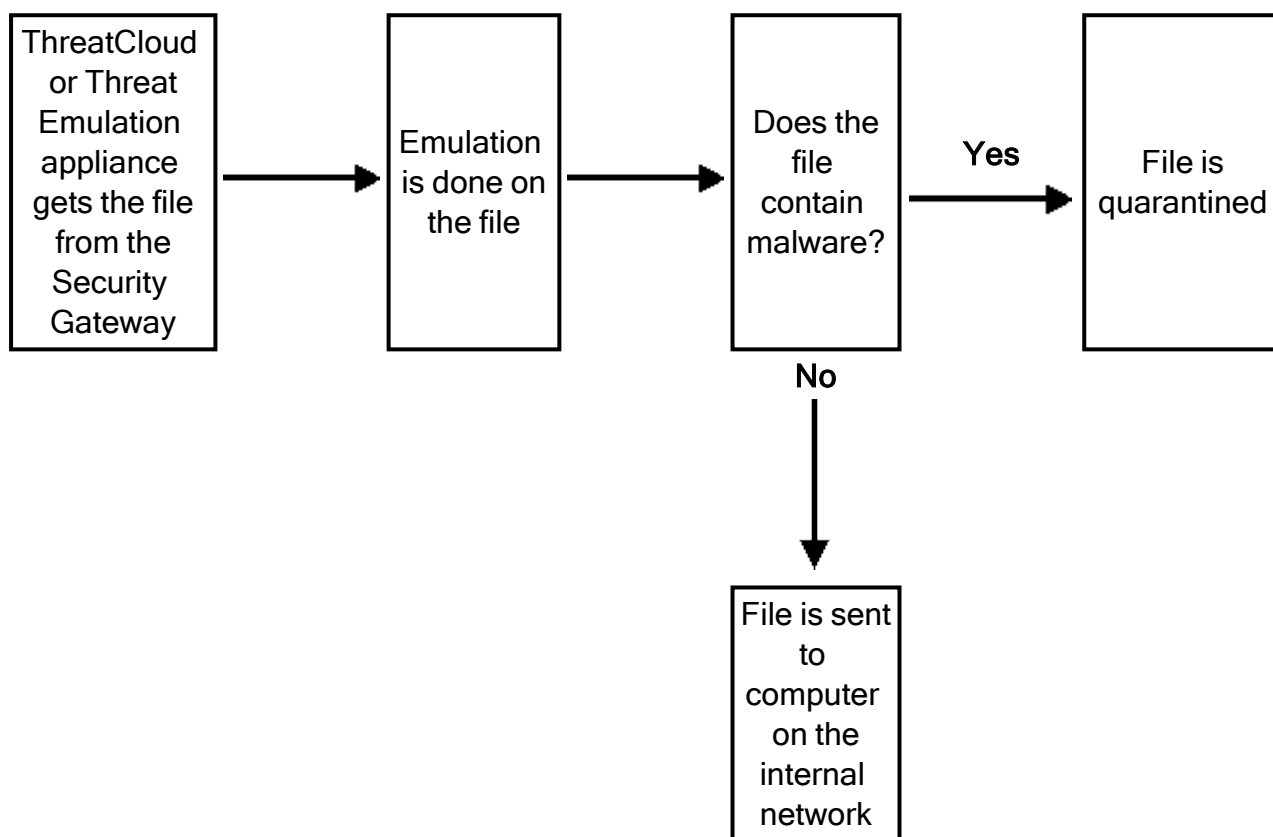 ThreatCloud
or Threat
Emulation
appliance
gets the file
from the
Security
Gateway
Emulation
is done on
the file
Does the
file
contain
malware?
Yes
File is
quarantined
No
File is sent
to
computer
on the
internal
network